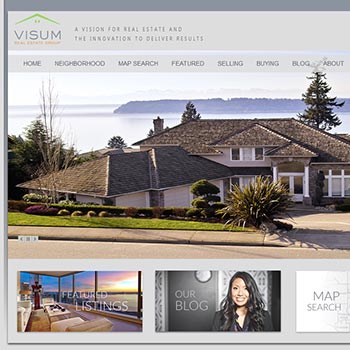 VISUM
REAL ESTATE GROUP
A VISION FOR REAL ESTATE AND
THE INNOVATION TO DELIVER RESULTS
HOME NEIGHBORHOOD MAP SEARCH FEATURED SELLING BUYING BLOG ABOUT
FEATURED
LISTINGS
OUR
BLOG
MAP
SEARCH